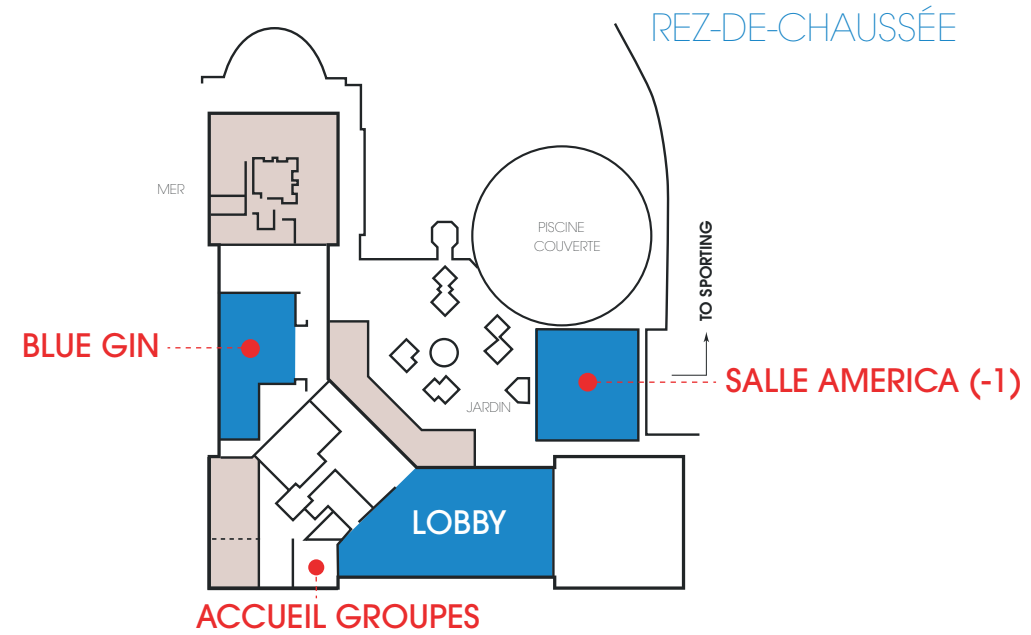 REZ-DE-CHAUSSÉE
MER
PISCINE
COUVERTE
TO SPORTING
BLUE GIN
SALLE AMERICA (-1)
JARDIN
LOBBY
ACCUEIL GROUPES